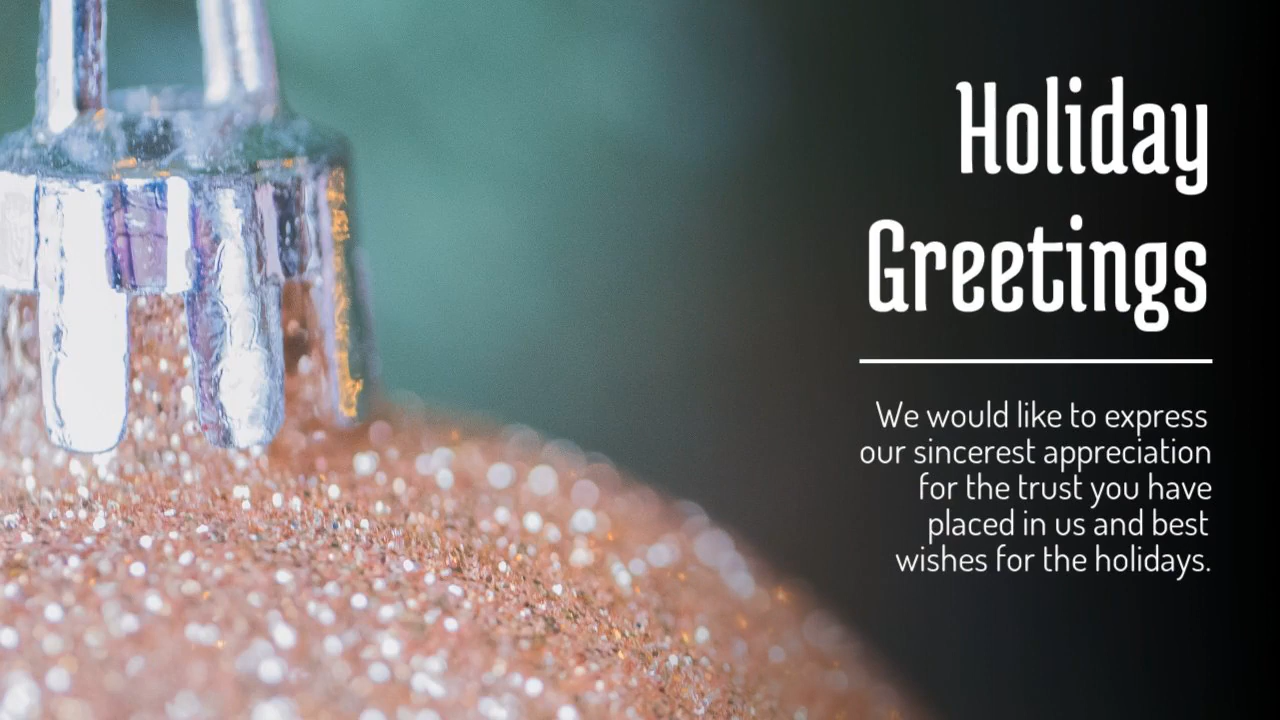 Holiday
Greetings
We would like to express
our sincerest appreciation
for the trust you have
placed in us and best
wishes for the holidays.